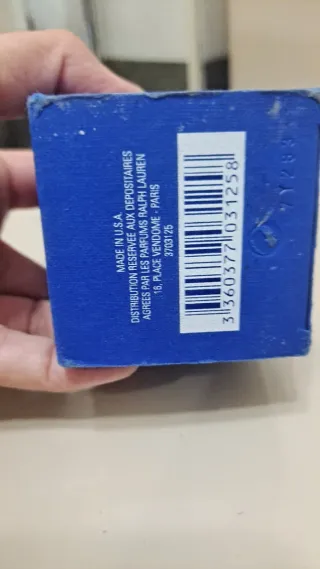 MADE IN U.S.A.
DISTRIBUTION RESERVEE AUX DEPOSITAIRES
AGREES PAR LES PARFUMS RALPH LAUREN
18, PLACE VENDOME - PARIS
3703125
3 360377 031258